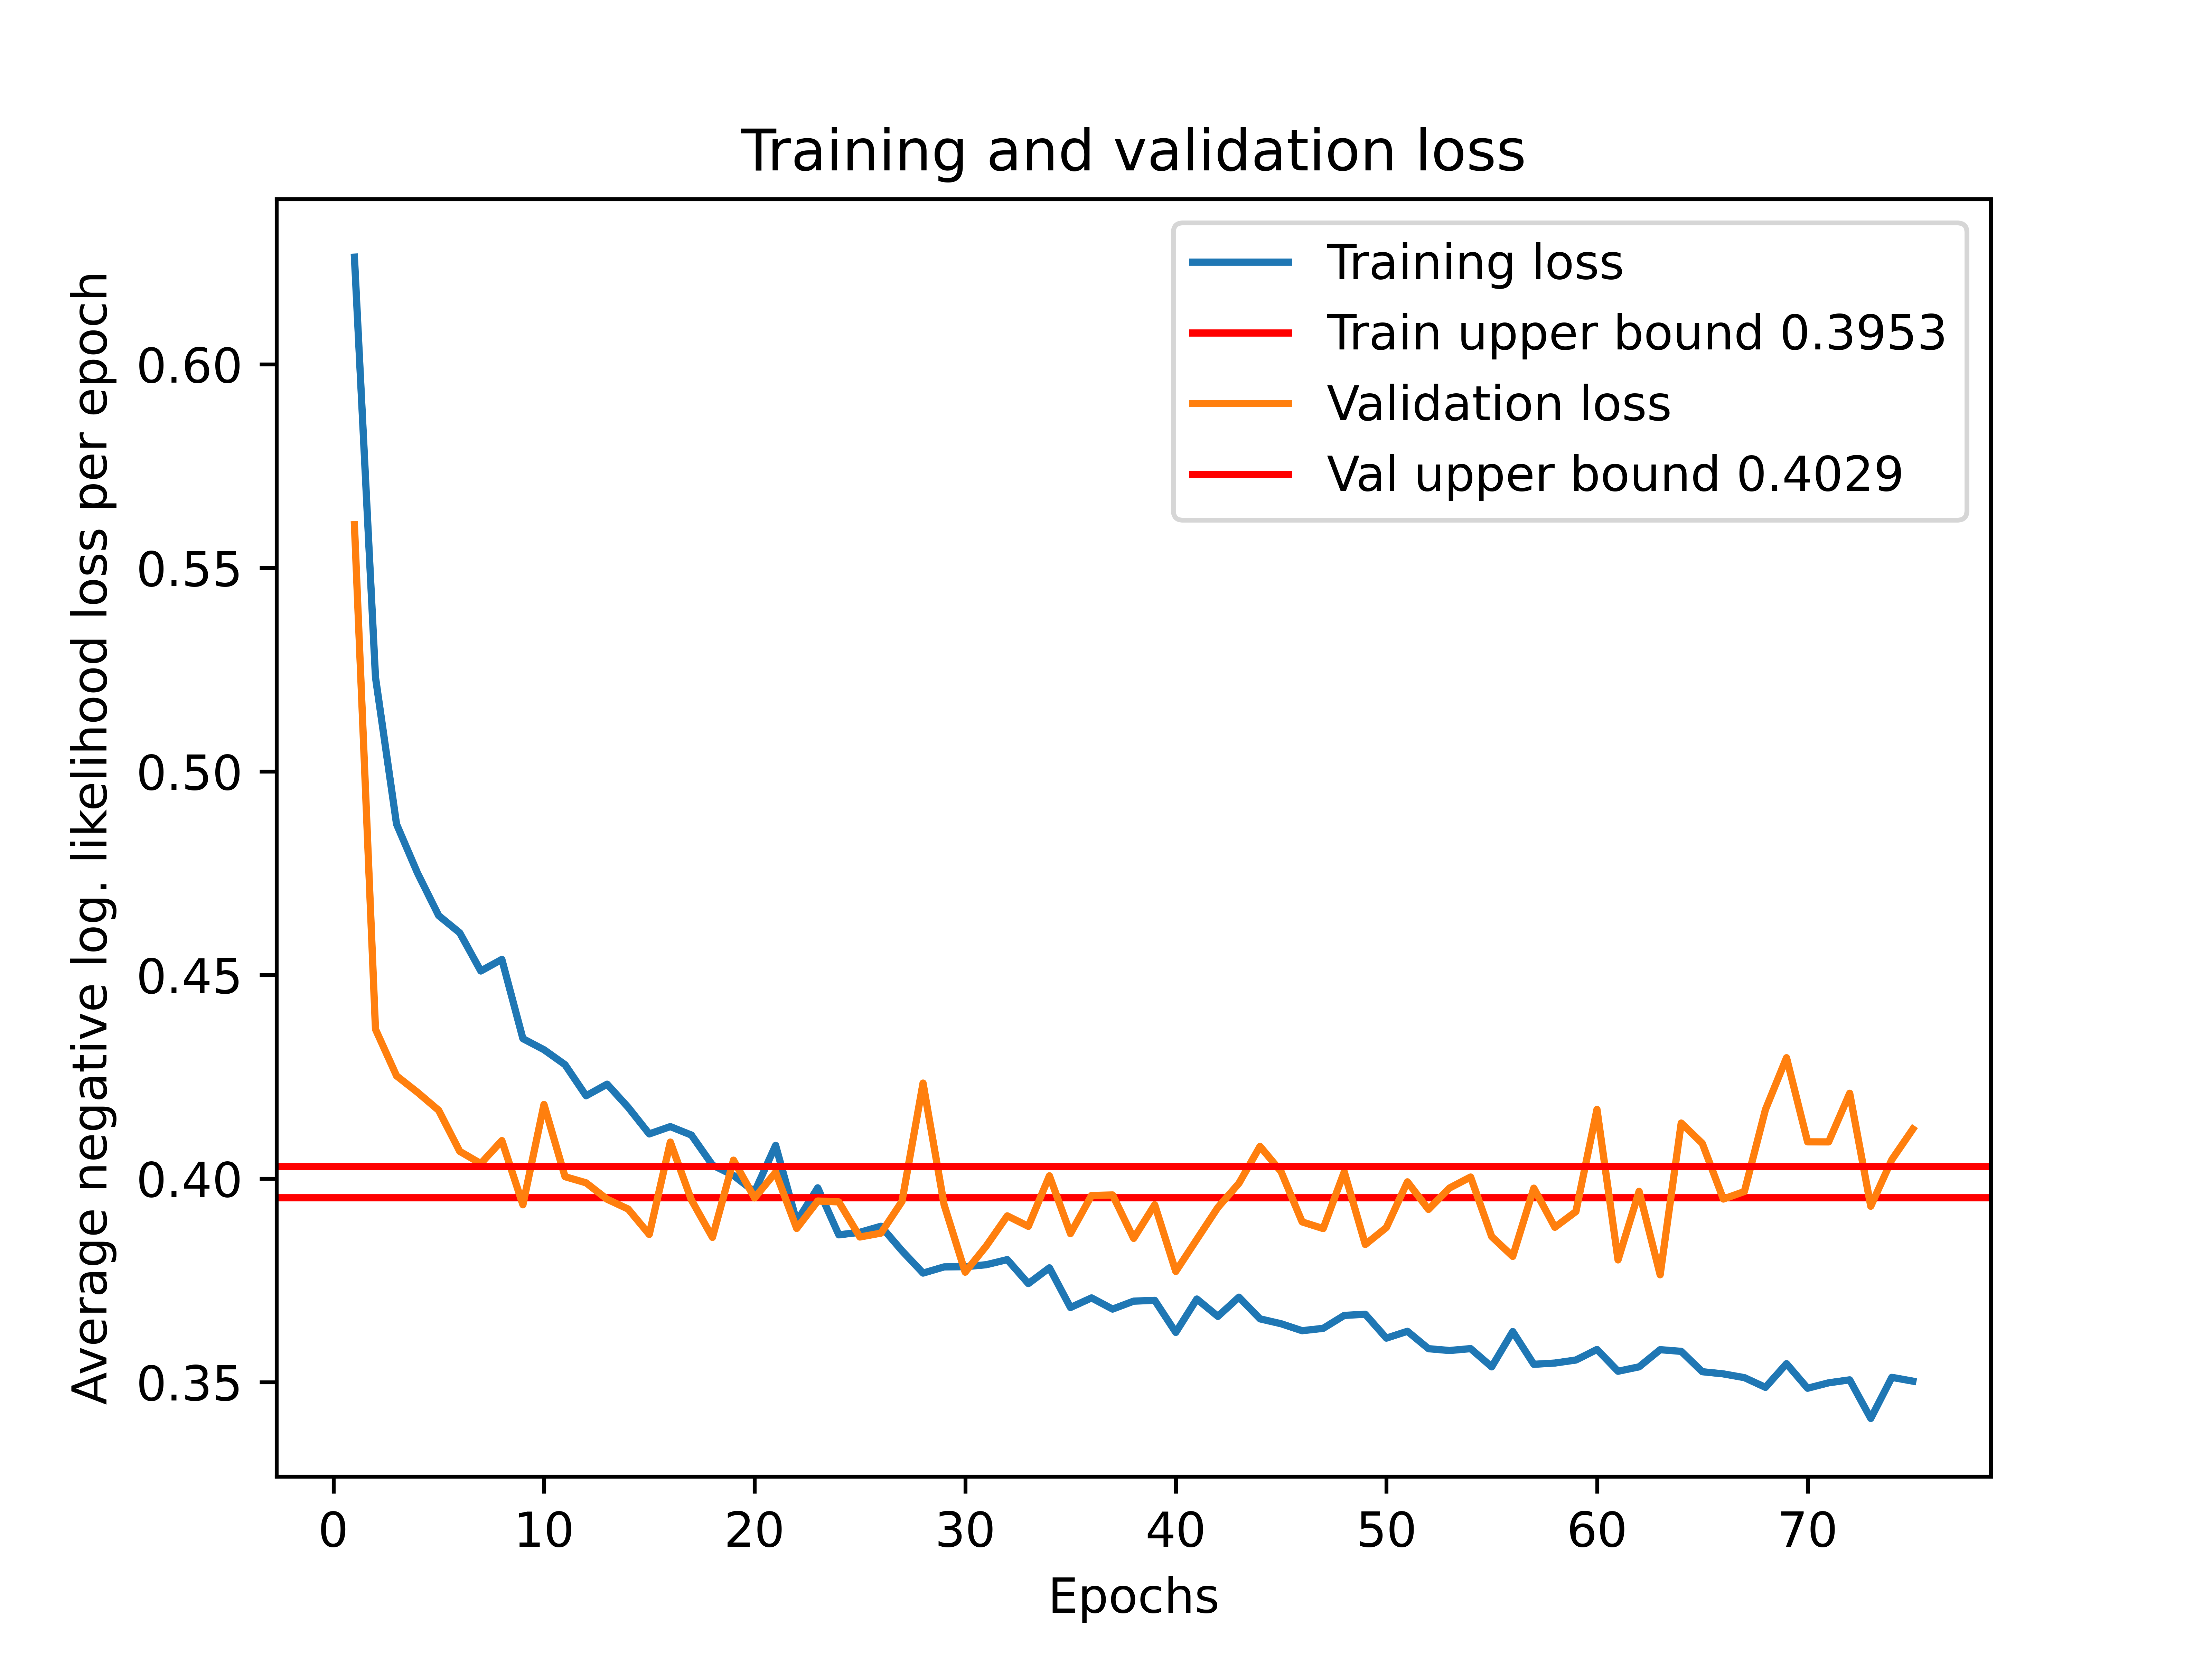 Training and validation loss
Training loss
Train upper bound 0.3953
Validation loss
Val upper bound 0.4029
Average negative log. likelihood loss per epoch
0.60
0.55
0.50
0.45
0.40
0.35
0 10 20 30 40 50 60 70
Epochs